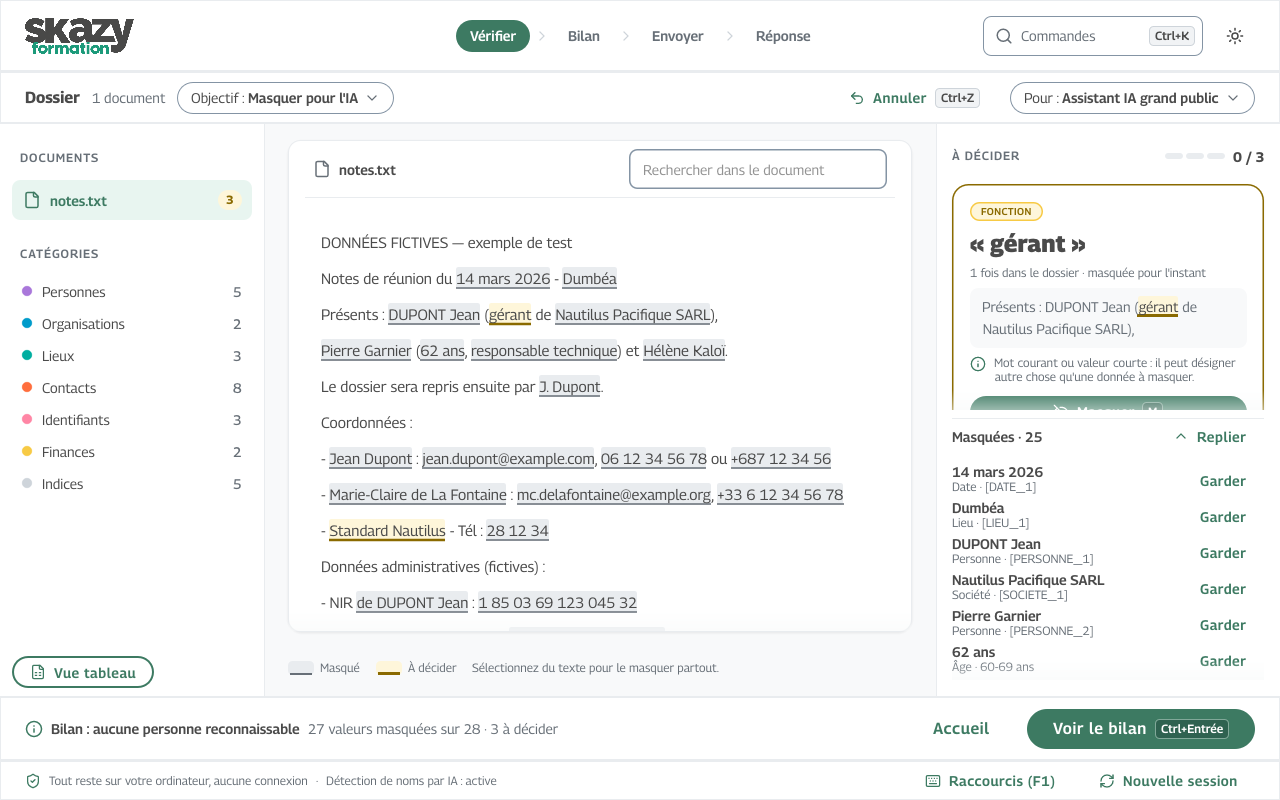 skazy
formation
Vérifier
Bilan
Envoyer
Réponse
Commandes
Ctrl+K
Dossier
1 document
Objectif : Masquer pour l'IA
Annuler
Ctrl+Z
Pour : Assistant IA grand public
DOCUMENTS
notes.txt
3
CATÉGORIES
Personnes 5
Organisations 2
Lieux 3
Contacts 8
Identifiants 3
Finances 2
Indices 5
Vue tableau
notes.txt
Rechercher dans le document
DONNÉES FICTIVES — exemple de test
Notes de réunion du 14 mars 2026 - Dumbéa
Présents : DUPONT Jean (gérant de Nautilus Pacifique SARL),
Pierre Garnier (62 ans, responsable technique) et Hélène Kaloï.
Le dossier sera repris ensuite par J. Dupont.
Coordonnées :
- Jean Dupont : jean.dupont@example.com, 06 12 34 56 78 ou +687 12 34 56
- Marie-Claire de La Fontaine : mc.delafontaine@example.org, +33 6 12 34 56 78
- Standard Nautilus - Tél : 28 12 34
Données administratives (fictives) :
- NIR de DUPONT Jean : 1 85 03 69 123 045 32
Masqué
À décider
Sélectionnez du texte pour le masquer partout.
À DÉCIDER
0 / 3
FONCTION
« gérant »
1 fois dans le dossier · masquée pour l'instant
Présents : DUPONT Jean (gérant de
Nautilus Pacifique SARL),
Mot courant ou valeur courte : il peut désigner
autre chose qu'une donnée à masquer.
Masquées · 25
Replier
14 mars 2026
Date · [DATE_1]
Garder
Dumbéa
Lieu · [LIEU_1]
Garder
DUPONT Jean
Personne · [PERSONNE_1]
Garder
Nautilus Pacifique SARL
Société · [SOCIETE_1]
Garder
Pierre Garnier
Personne · [PERSONNE_2]
Garder
62 ans
Âge · 60-69 ans
Garder
Bilan : aucune personne reconnaissable
27 valeurs masquées sur 28 · 3 à décider
Accueil
Voir le bilan
Ctrl+Entrée
Tout reste sur votre ordinateur, aucune connexion · Détection de noms par IA : active
Raccourcis (F1)
Nouvelle session